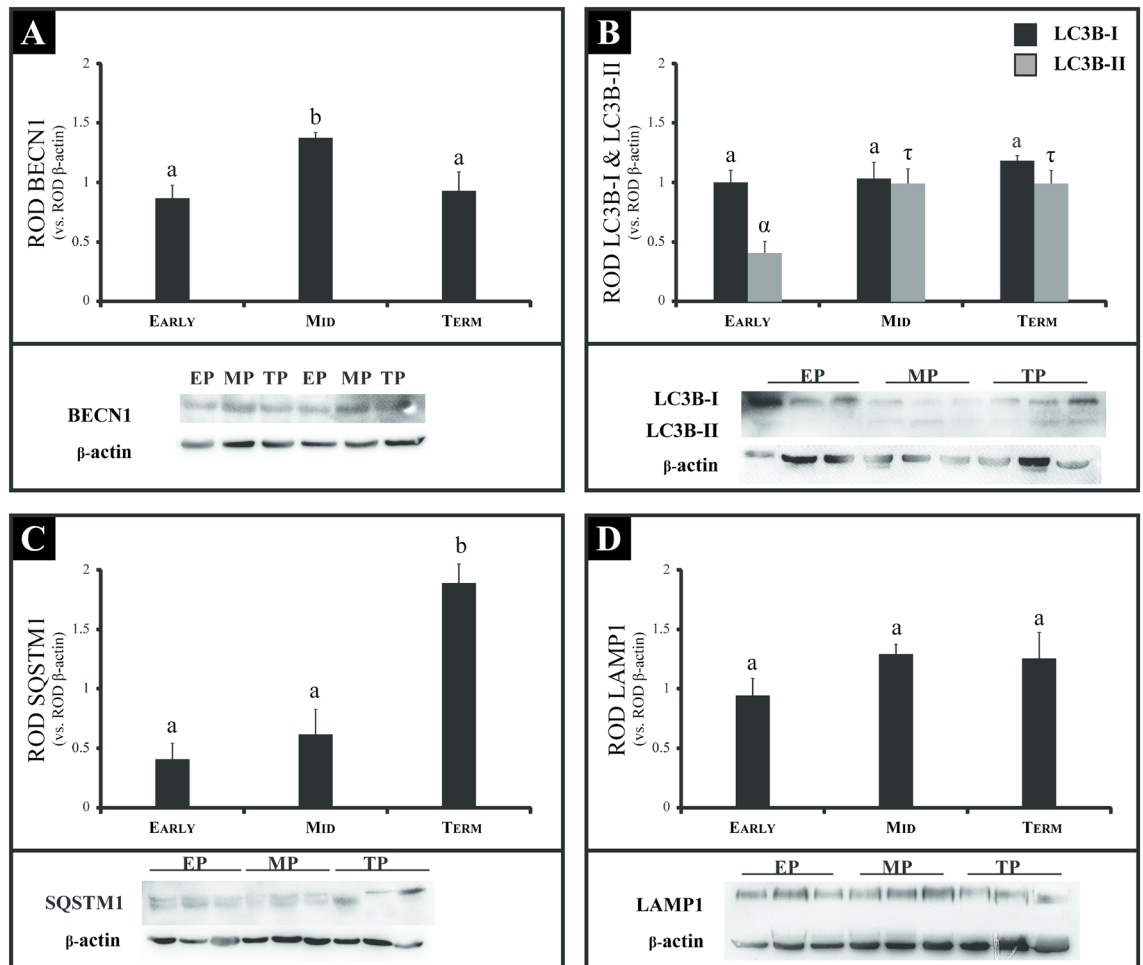 A
ROD BECN1
(vs. ROD β-actin)
2
1.5
1
0.5
0
a
b
a
EARLY MID TERM
EP MP TP EP MP TP
BECN1
β-actin
B
LC3B-I
LC3B-II
ROD LC3B-I & LC3B-II
(vs. ROD β-actin)
2
1.5
1
0.5
0
a
α
a
τ
a
τ
EARLY MID TERM
EP MP TP
LC3B-I
LC3B-II
β-actin
C
ROD SQSTM1
(vs. ROD β-actin)
2
1.5
1
0.5
0
a
a
b
EARLY MID TERM
EP MP TP
SQSTM1
β-actin
D
ROD LAMP1
(vs. ROD β-actin)
2
1.5
1
0.5
0
a
a
a
EARLY MID TERM
EP MP TP
LAMP1
β-actin